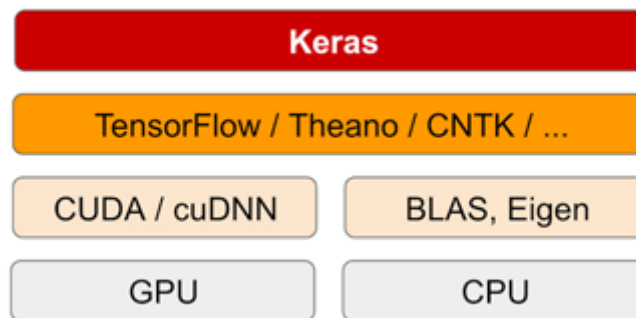 Keras
TensorFlow / Theano / CNTK / ...
CUDA / cuDNN
BLAS, Eigen
GPU
CPU